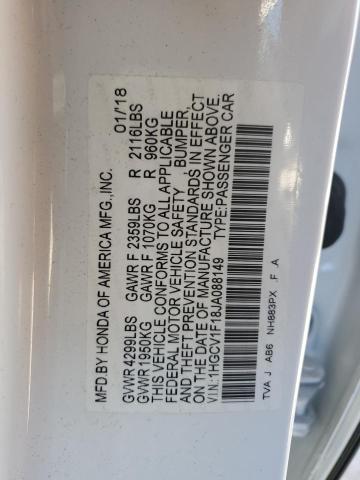 MFD.BY HONDA OF AMERICA MFG.,INC. 01/'18
GVWR 4299LBS GAWR F 2359LBS R 2116LBS
GVWR 1950KG GAWR F 1070KG R 960KG
THIS VEHICLE CONFORMS TO ALL APPLICABLE
FEDERAL MOTOR VEHICLE SAFETY , BUMPER,
AND THEFT PREVENTION STANDARDS IN EFFECT
ON THE DATE OF MANUFACTURE SHOWN ABOVE.
VIN:1HGCV1F18JA088149 TYPE:PASSENGER CAR
TVA J AB6 NH883PX .F .A